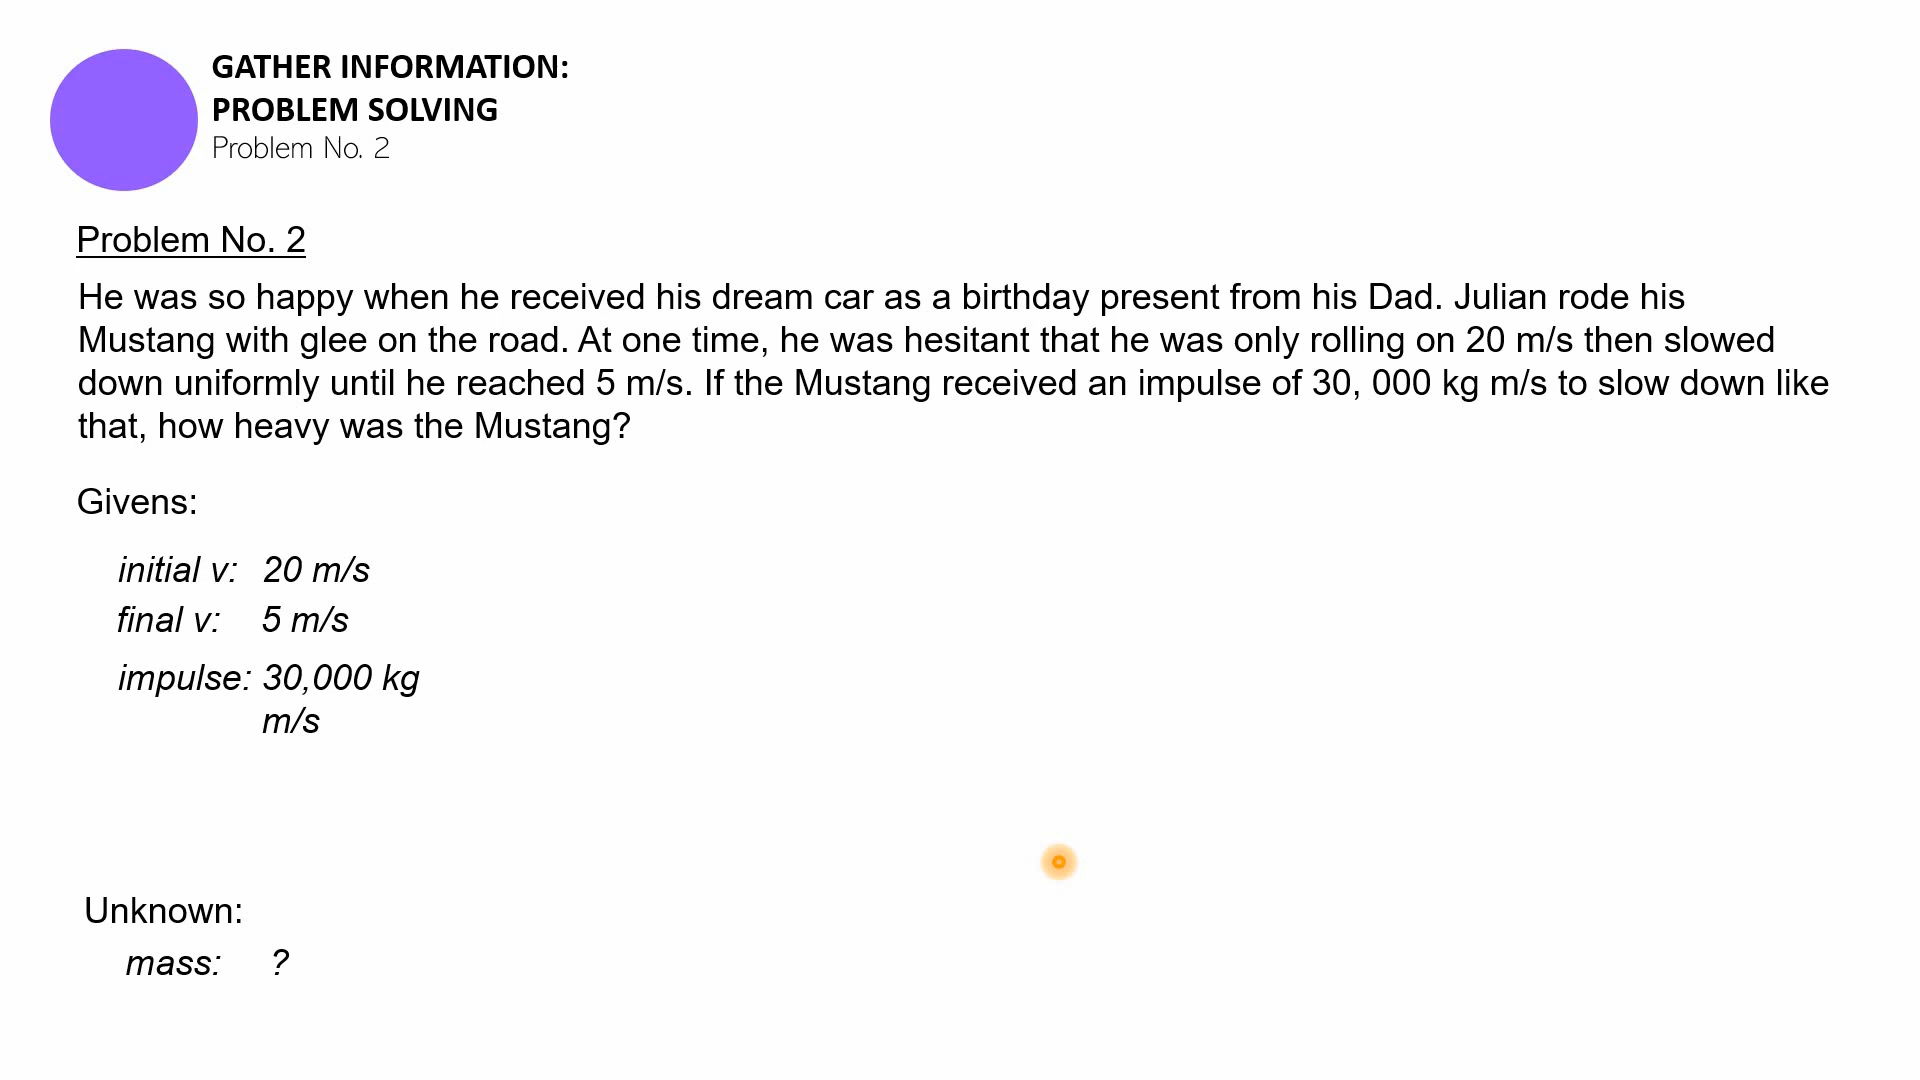 GATHER INFORMATION:
PROBLEM SOLVING
Problem No. 2
Problem No. 2
He was so happy when he received his dream car as a birthday present from his Dad. Julian rode his
Mustang with glee on the road. At one time, he was hesitant that he was only rolling on 20 m/s then slowed
down uniformly until he reached 5 m/s. If the Mustang received an impulse of 30, 000 kg m/s to slow down like
that, how heavy was the Mustang?
Givens:
initial v: 20 m/s
final v: 5 m/s
impulse: 30,000 kg
m/s
Unknown:
mass: ?